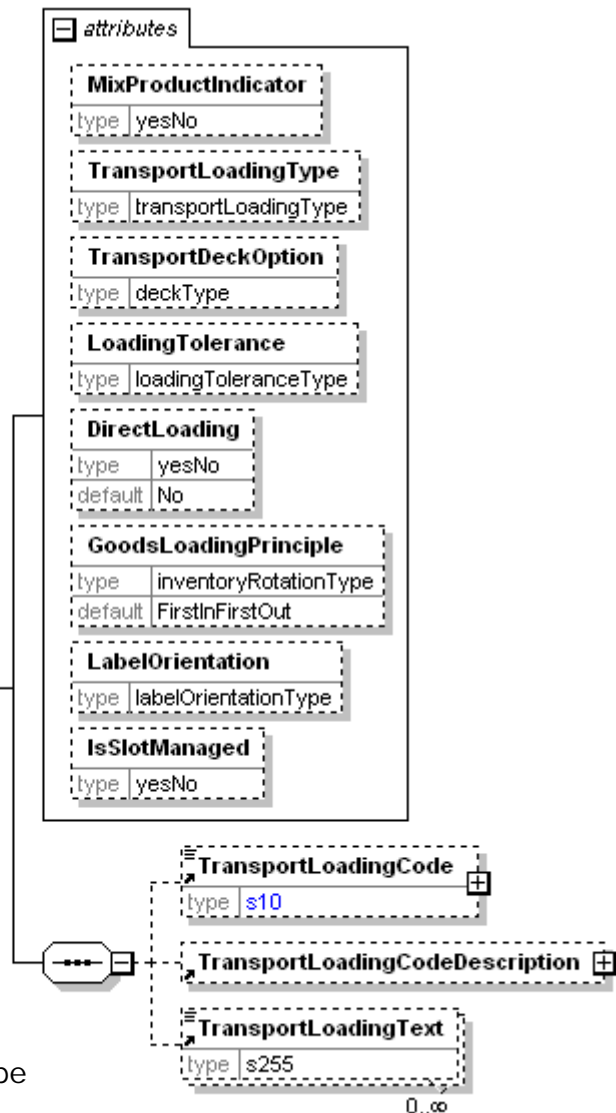 attributes
MixProductIndicator
type yesNo
TransportLoadingType
type transportLoadingType
TransportDeckOption
type deckType
LoadingTolerance
type loadingToleranceType
DirectLoading
type yesNo
default No
GoodsLoadingPrinciple
type inventoryRotationType
default FirstInFirstOut
LabelOrientation
type labelOrientationType
IsSlotManaged
type yesNo
TransportLoadingCode
type s10
TransportLoadingCodeDescription
TransportLoadingText
type s255
pe
0..∞